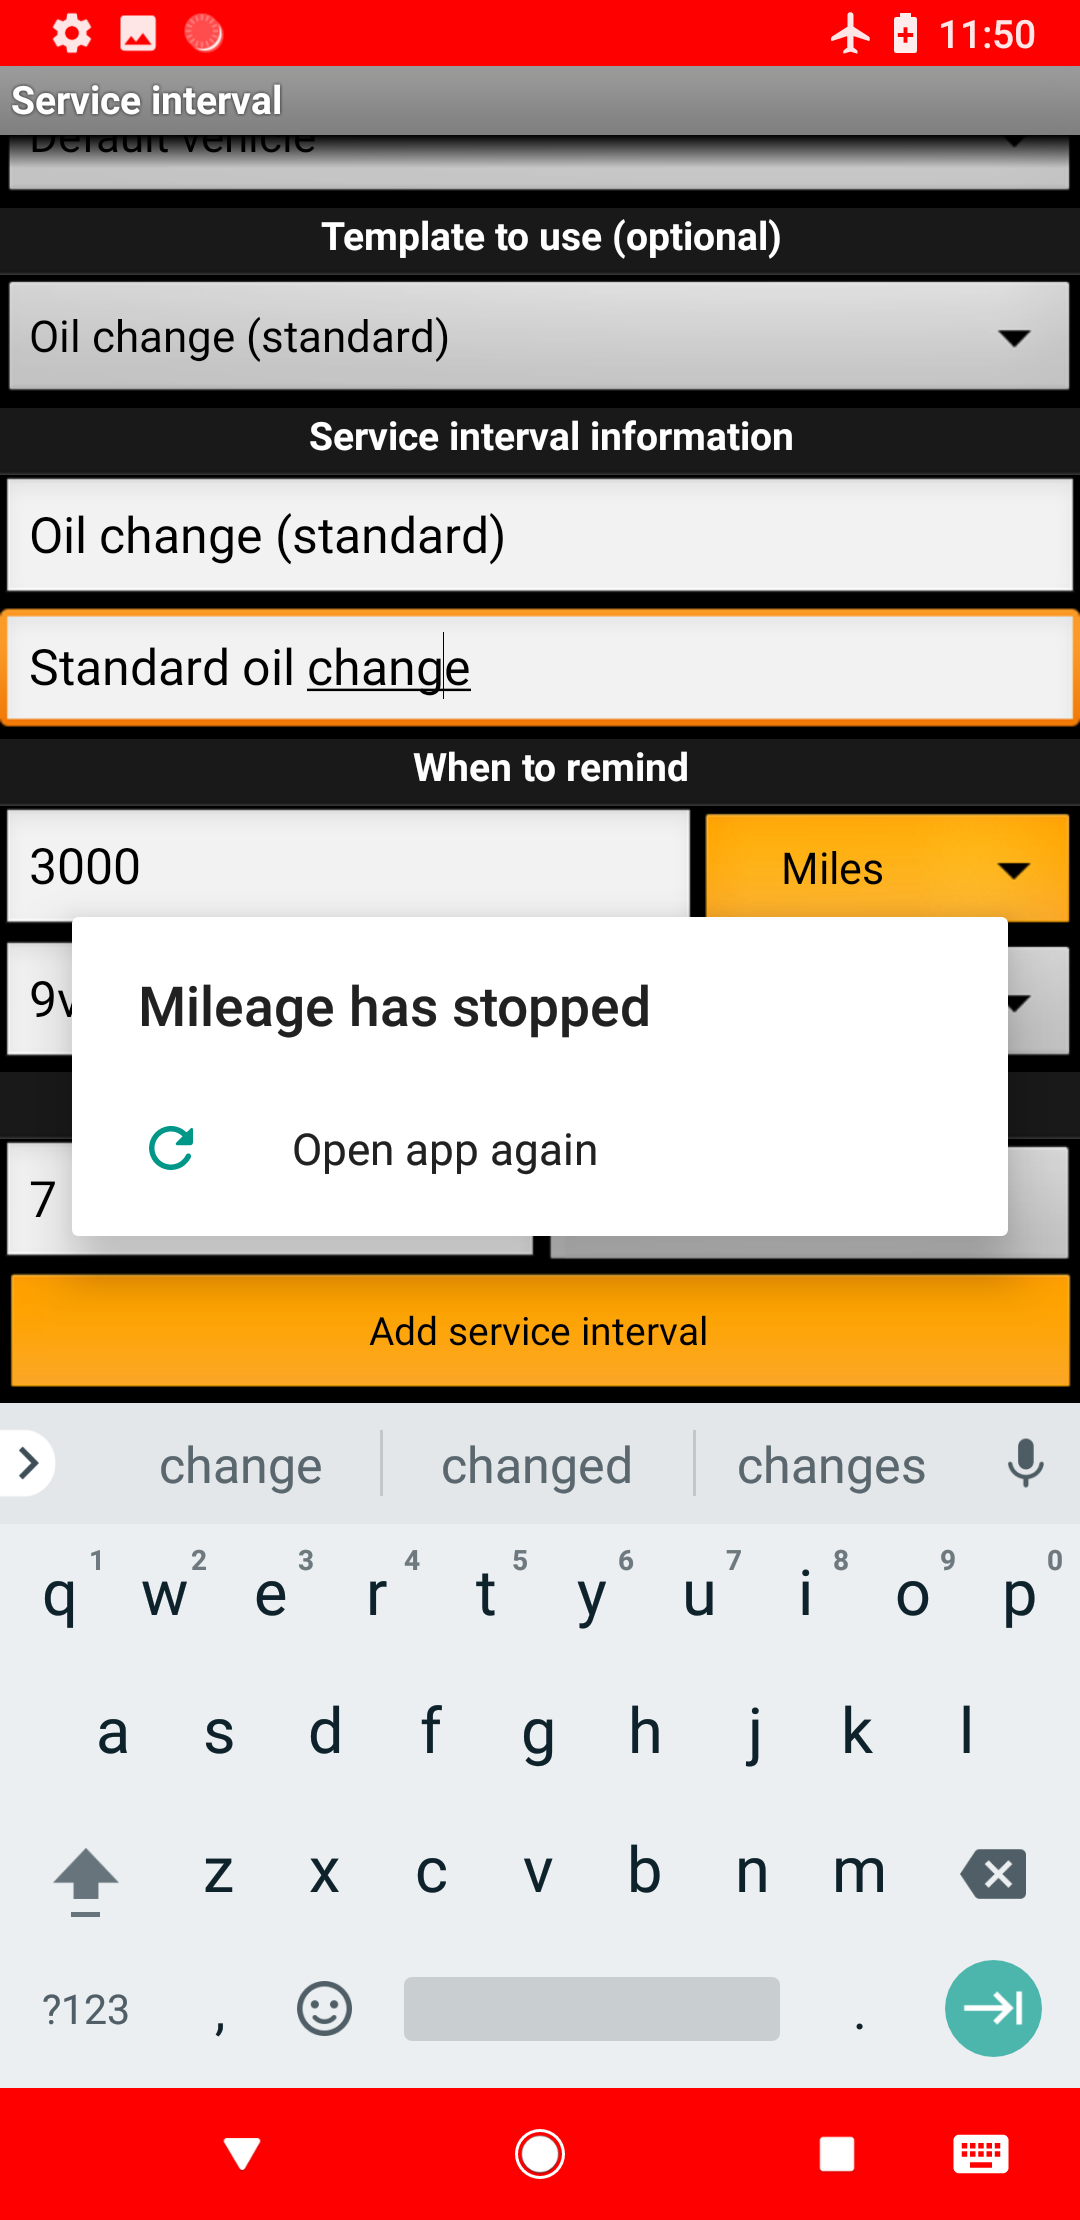 11:50
Service interval
Default vehicle
Template to use (optional)
Oil change (standard)
Service interval information
Oil change (standard)
Standard oil change
When to remind
3000
Miles
9v
Mileage has stopped
Open app again
7
Add service interval
change changed changes
1 2 3 4 5 6 7 8 9 0
q w e r t y u i o p
a s d f g h j k l
z x c v b n m
?123 , .